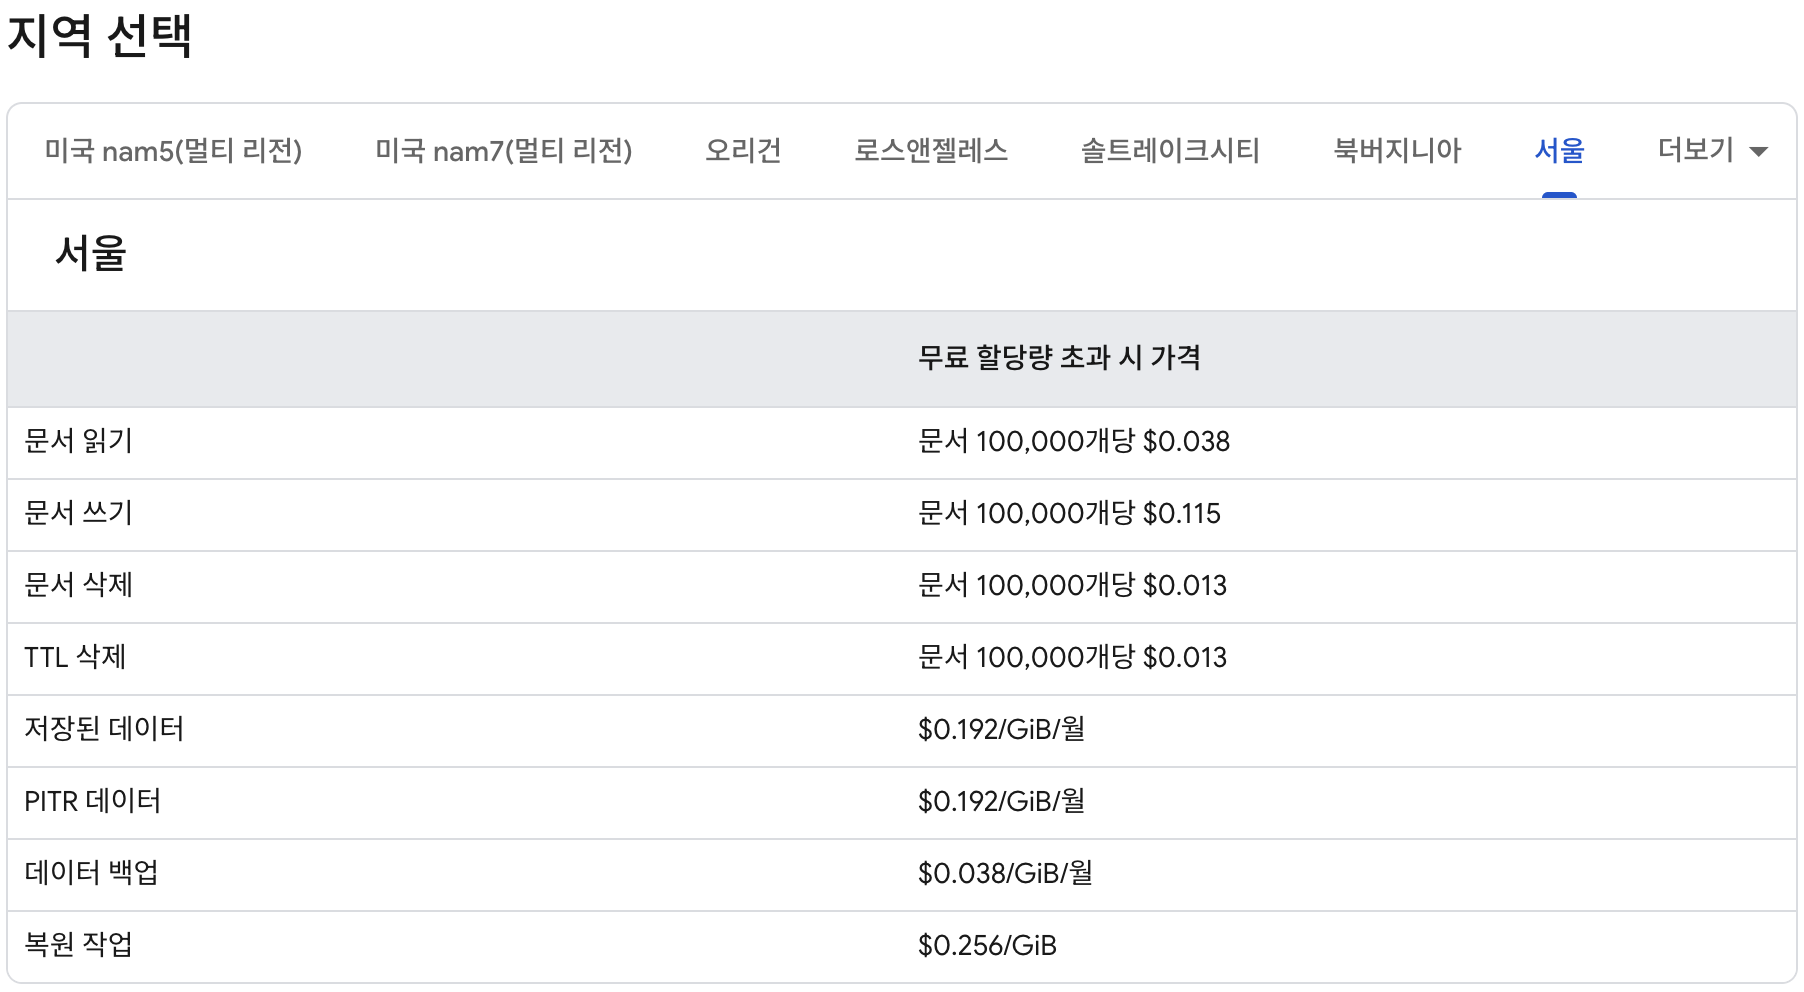 지역 선택
미국 nam5(멀티 리전) 미국 nam7(멀티 리전) 오리건 로스앤젤레스 솔트레이크시티 북버지니아 서울 더보기
서울
무료 할당량 초과 시 가격
문서 읽기 문서 100,000개당 $0.038
문서 쓰기 문서 100,000개당 $0.115
문서 삭제 문서 100,000개당 $0.013
TTL 삭제 문서 100,000개당 $0.013
저장된 데이터 $0.192/GiB/월
PITR 데이터 $0.192/GiB/월
데이터 백업 $0.038/GiB/월
복원 작업 $0.256/GiB